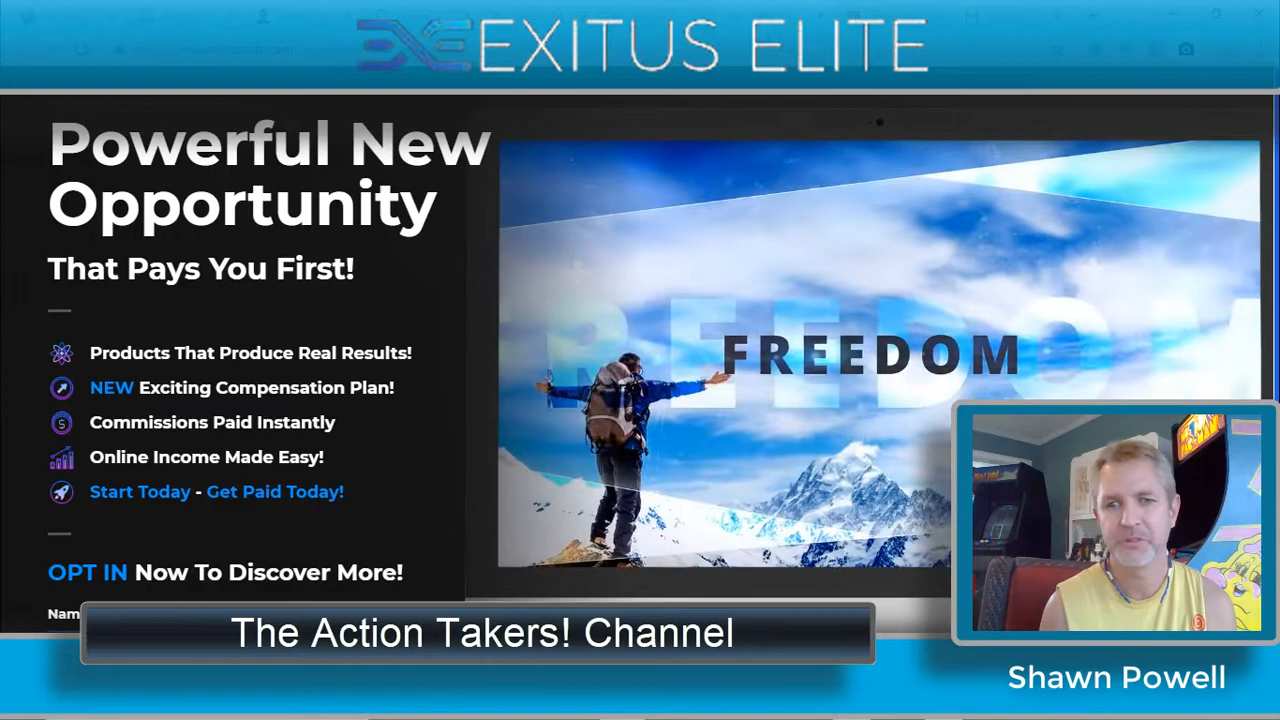 EXITUS ELITE
Powerful New
Opportunity
That Pays You First!
Products That Produce Real Results!
NEW Exciting Compensation Plan!
Commissions Paid Instantly
Online Income Made Easy!
Start Today - Get Paid Today!
OPT IN Now To Discover More!
Nam
FREEDOM
FREEDOM
The Action Takers! Channel
Shawn Powell